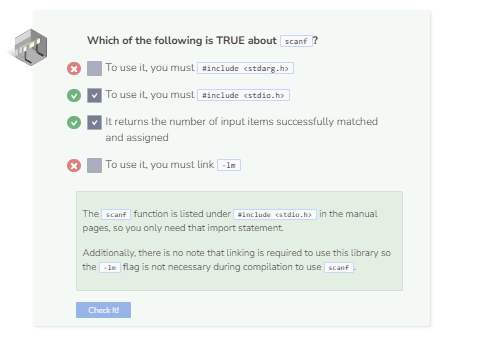 Which of the following is TRUE about scanf ?
To use it, you must #include <stdarg.h>
To use it, you must #include <stdio.h>
It returns the number of input items successfully matched
and assigned
To use it, you must link -lm
The scanf function is listed under #include <stdio.h> in the manual
pages, so you only need that import statement.
Additionally, there is no note that linking is required to use this library so
the -lm flag is not necessary during compilation to use scanf .
Check It!